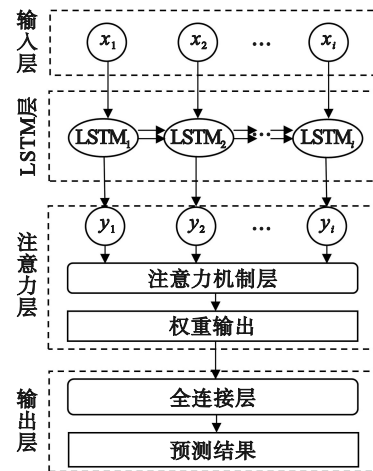 输入层
x1 x2 … xi
LSTM层
LSTM1 LSTM2 … LSTMi
注意力层
y1 y2 … yi
注意力机制层
权重输出
输出层
全连接层
预测结果